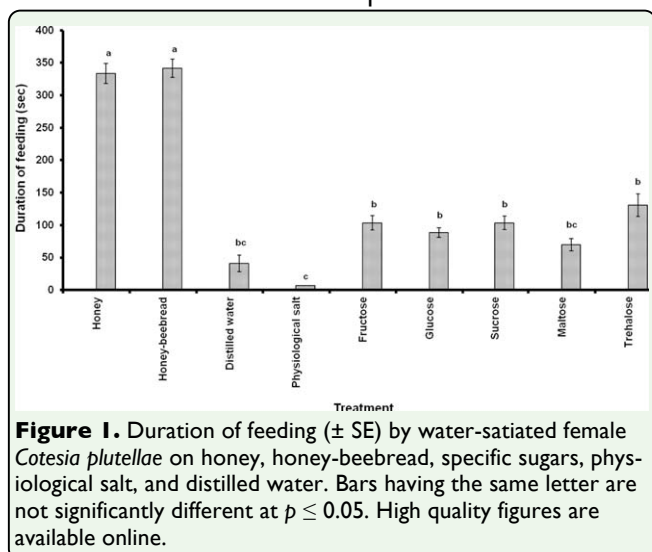 400
350
300
250
200
150
100
50
0
Duration of feeding (sec)
a
a
bc
c
b
b
b
bc
b
Honey
Honey-beebread
Distilled water
Physiological salt
Fructose
Glucose
Sucrose
Maltose
Trehalose
Treatment
Figure 1. Duration of feeding (± SE) by water-satiated female
Cotesia plutellae on honey, honey-beebread, specific sugars, phys-
iological salt, and distilled water. Bars having the same letter are
not significantly different at p ≤ 0.05. High quality figures are
available online.